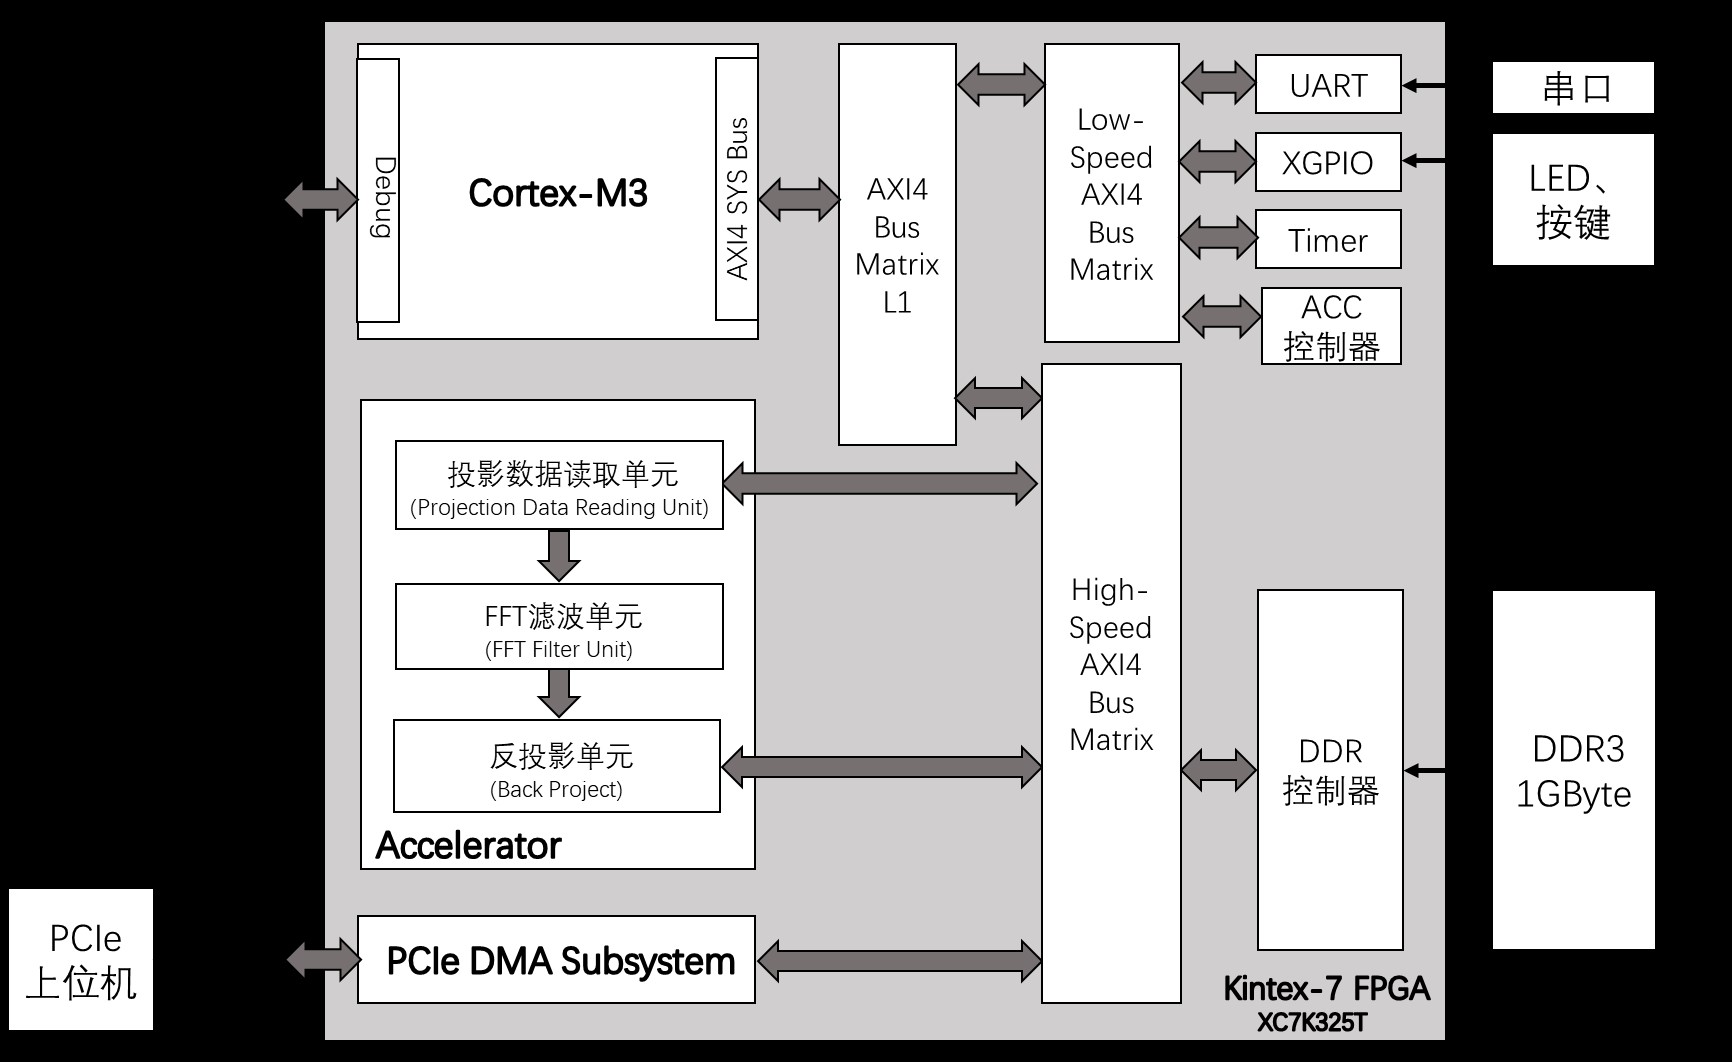 Debug
Cortex-M3
AXI4 SYS Bus
AXI4
Bus
Matrix
L1
Low-
Speed
AXI4
Bus
Matrix
UART
XGPIO
Timer
ACC
控制器
串口
LED、
按键
投影数据读取单元
(Projection Data Reading Unit)
FFT滤波单元
(FFT Filter Unit)
反投影单元
(Back Project)
Accelerator
High-
Speed
AXI4
Bus
Matrix
DDR
控制器
DDR3
1GByte
PCIe
上位机
PCIe DMA Subsystem
Kintex-7 FPGA
XC7K325T